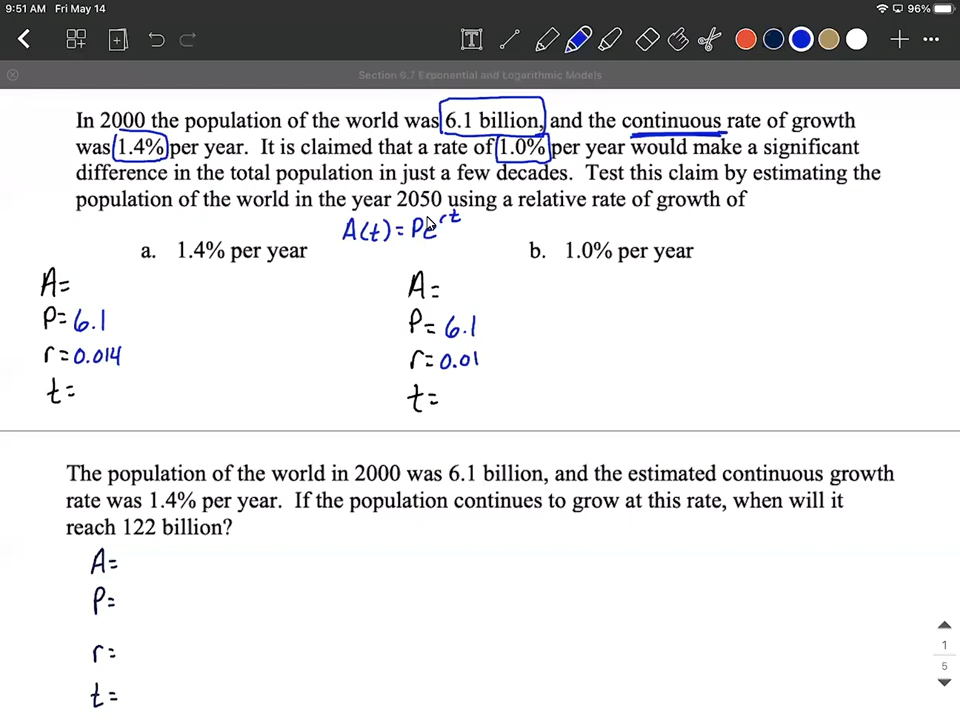 9:51 AM Fri May 14
96%
Section 6.7 Exponential and Logarithmic Models
In 2000 the population of the world was 6.1 billion, and the continuous rate of growth
was 1.4% per year. It is claimed that a rate of 1.0% per year would make a significant
difference in the total population in just a few decades. Test this claim by estimating the
population of the world in the year 2050 using a relative rate of growth of
A(t) = Pe^rt
a. 1.4% per year
b. 1.0% per year
A=
P= 6.1
r = 0.014
t =
A =
P = 6.1
r = 0.01
t =
The population of the world in 2000 was 6.1 billion, and the estimated continuous growth
rate was 1.4% per year. If the population continues to grow at this rate, when will it
reach 122 billion?
A=
P=
r=
t=
1
5